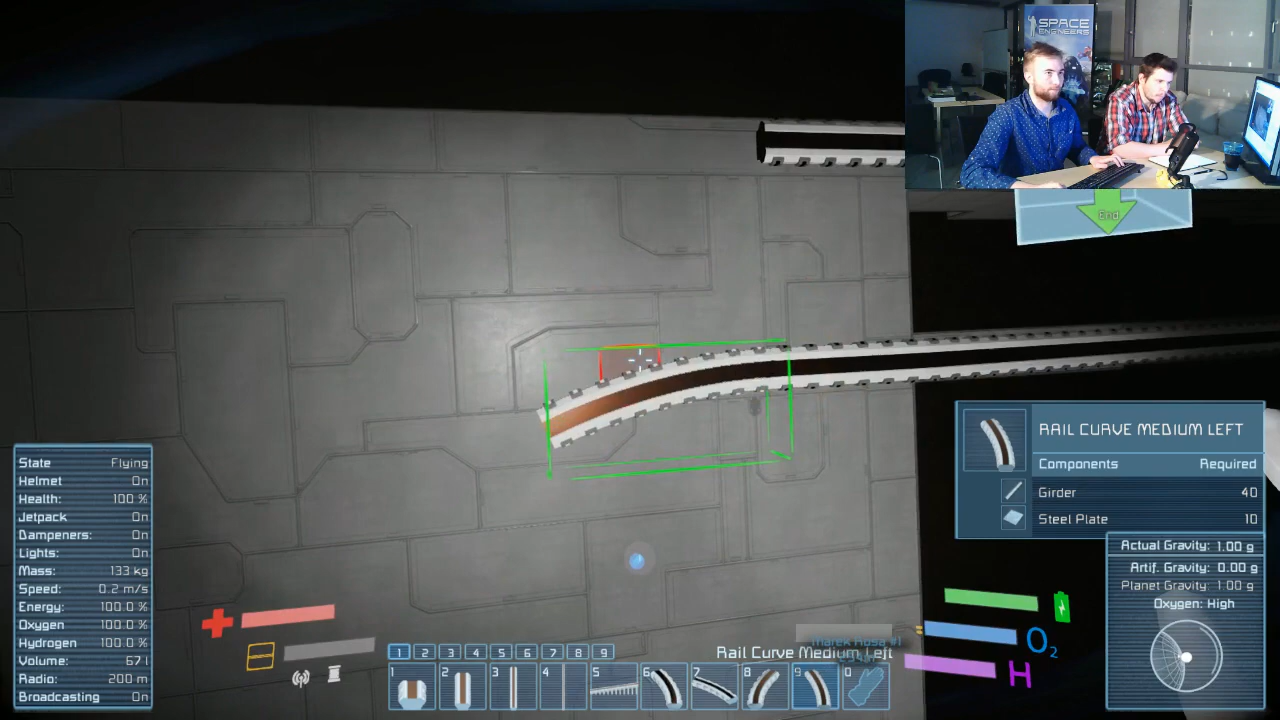 SPACE
ENGINEERS
End
RAIL CURVE MEDIUM LEFT
Components Required
Girder 40
Steel Plate 10
State Flying
Helmet On
Health: 100 %
Jetpack On
Dampeners: On
Lights: On
Mass: 133 kg
Speed: 0.2 m/s
Energy: 100.0 %
Oxygen 100.0 %
Hydrogen 100.0 %
Volume: 67 l
Radio: 200 m
Broadcasting On
Actual Gravity: 1.00 g
Artif. Gravity: 0.00 g
Planet Gravity: 1.00 g
Oxygen: High
O2
H
Marek Rosa #1
Rail Curve Medium Left
1 2 3 4 5 6 7 8 9
1 2 3 4 5 6 7 8 9 0